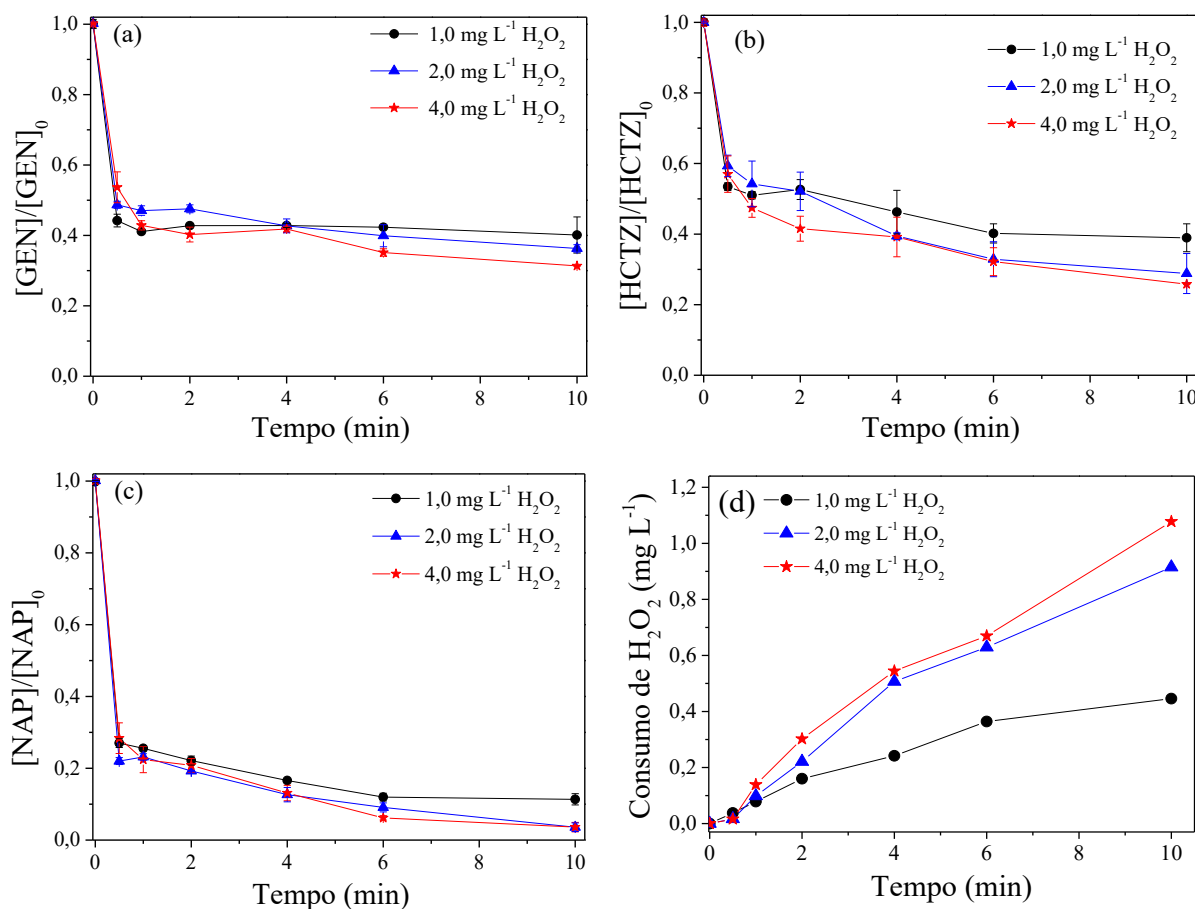 (a)
1,0 mg L⁻¹ H₂O₂
2,0 mg L⁻¹ H₂O₂
4,0 mg L⁻¹ H₂O₂
[GEN]/[GEN]₀
1,0
0,8
0,6
0,4
0,2
0,0
0 2 4 6 8 10
Tempo (min)
(b)
1,0 mg L⁻¹ H₂O₂
2,0 mg L⁻¹ H₂O₂
4,0 mg L⁻¹ H₂O₂
[HCTZ]/[HCTZ]₀
1,0
0,8
0,6
0,4
0,2
0,0
0 2 4 6 8 10
Tempo (min)
(c)
1,0 mg L⁻¹ H₂O₂
2,0 mg L⁻¹ H₂O₂
4,0 mg L⁻¹ H₂O₂
[NAP]/[NAP]₀
1,0
0,8
0,6
0,4
0,2
0,0
0 2 4 6 8 10
Tempo (min)
(d)
1,0 mg L⁻¹ H₂O₂
2,0 mg L⁻¹ H₂O₂
4,0 mg L⁻¹ H₂O₂
Consumo de H₂O₂ (mg L⁻¹)
1,2
1,0
0,8
0,6
0,4
0,2
0,0
0 2 4 6 8 10
Tempo (min)